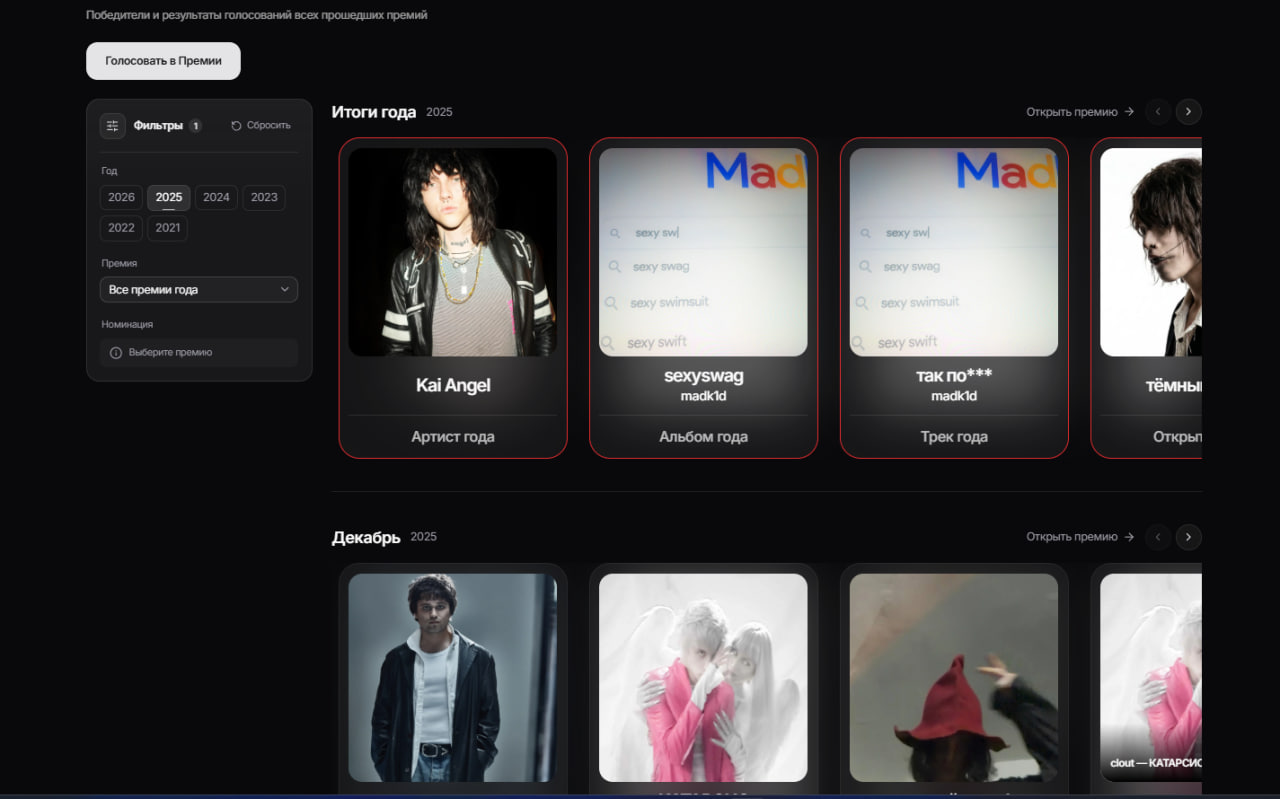 Победители и результаты голосований всех прошедших премий
Голосовать в Премии
Фильтры 1 Сбросить
Год
2026 2025 2024 2023
2022 2021
Премия
Все премии года
Номинация
Выберите премию
Итоги года 2025
Открыть премию →
Kai Angel
Артист года
Mad
sexy sw
sexy swag
sexy swimsuit
sexy swift
sexyswag
madk1d
Альбом года
Mad
sexy sw
sexy swag
sexy swimsuit
sexy swift
так по***
madk1d
Трек года
тёмны
Откры
Декабрь 2025
Открыть премию →
clout — КАТАРСИС